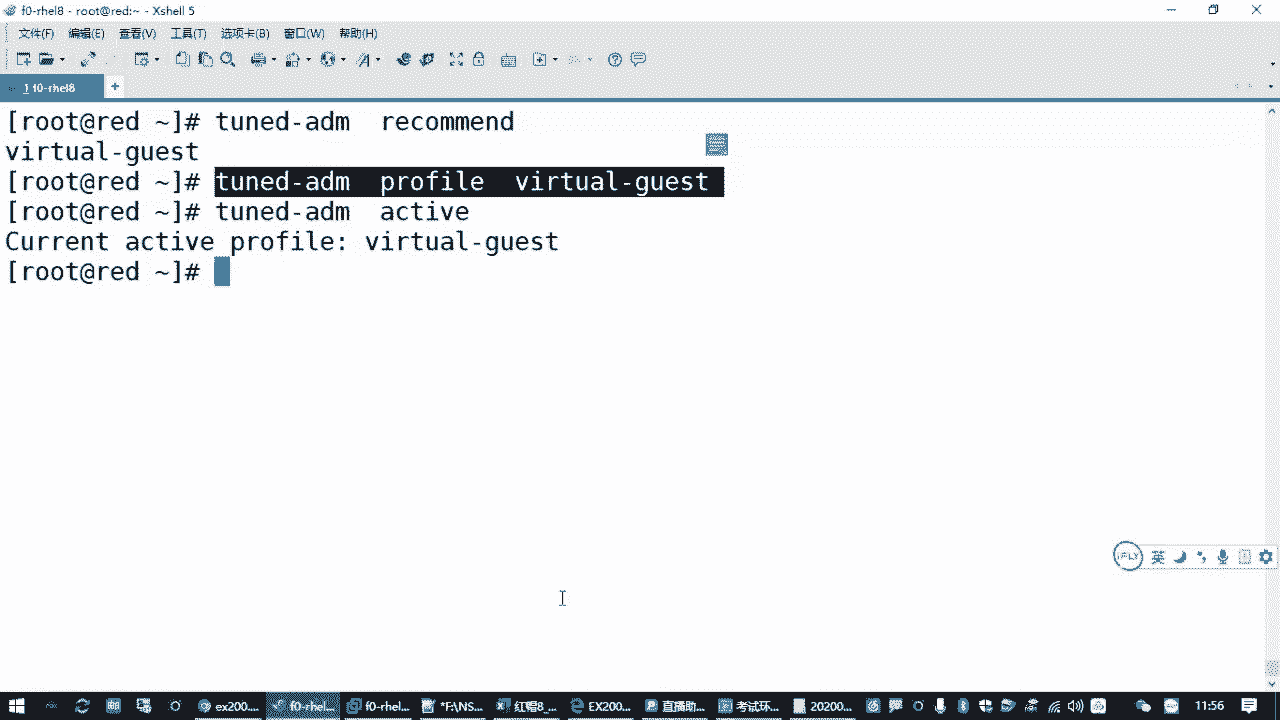 f0-rhel8 - root@red:~ - Xshell 5
文件(F) 编辑(E) 查看(V) 工具(T) 选项卡(B) 窗口(W) 帮助(H)
1 f0-rhel8
[root@red ~]# tuned-adm  recommend
virtual-guest
[root@red ~]# tuned-adm  profile  virtual-guest
[root@red ~]# tuned-adm  active
Current active profile: virtual-guest
[root@red ~]#
iFLY 英
ex200.... f0-rhel... f0-rhel... *F:\NS... 红帽8_... EX200... 直播助... 考试环... 20200... 11:56